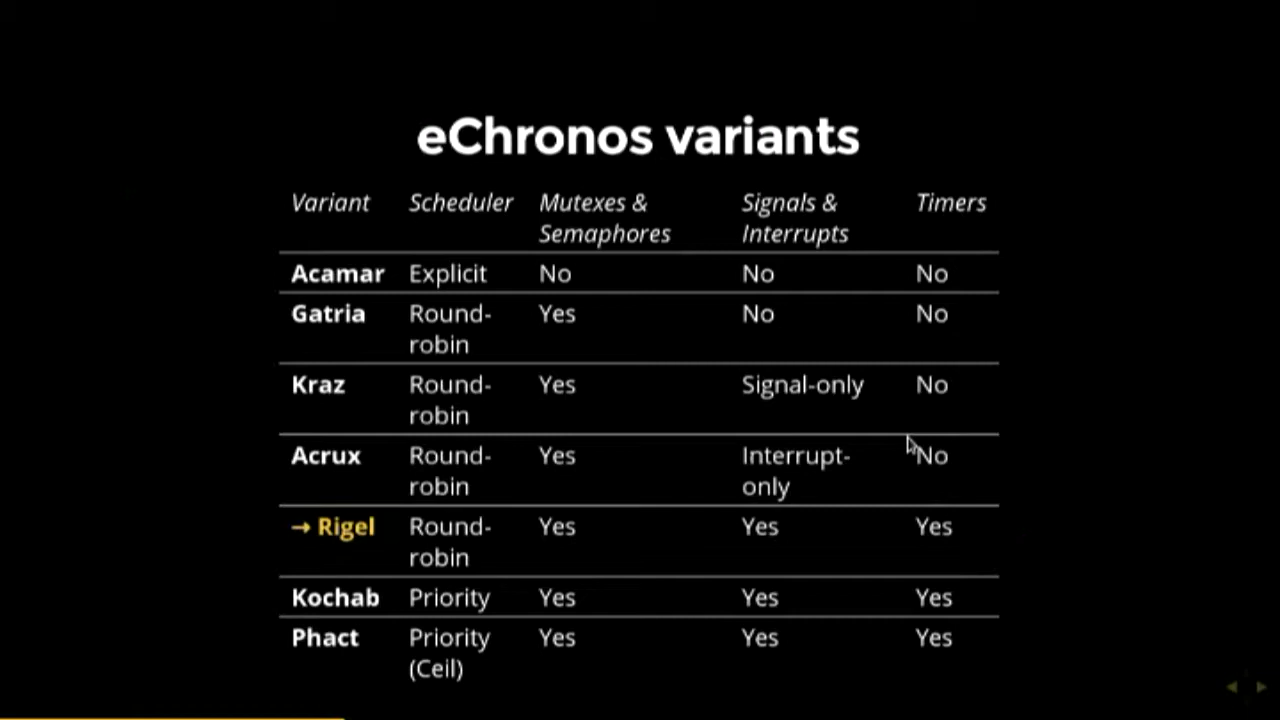 eChronos variants
Variant Scheduler Mutexes & Signals & Timers
Semaphores Interrupts
Acamar Explicit No No No
Gatria Round- Yes No No
robin
Kraz Round- Yes Signal-only No
robin
Acrux Round- Yes Interrupt- No
robin only
→ Rigel Round- Yes Yes Yes
robin
Kochab Priority Yes Yes Yes
Phact Priority Yes Yes Yes
(Ceil)